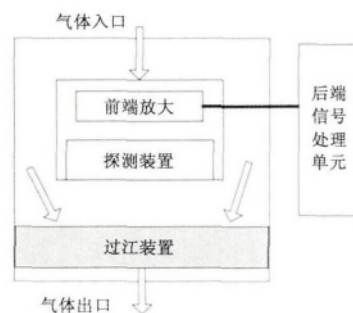 气体入口
前端放大
探测装置
过江装置
气体出口
后端
信号
处理
单元